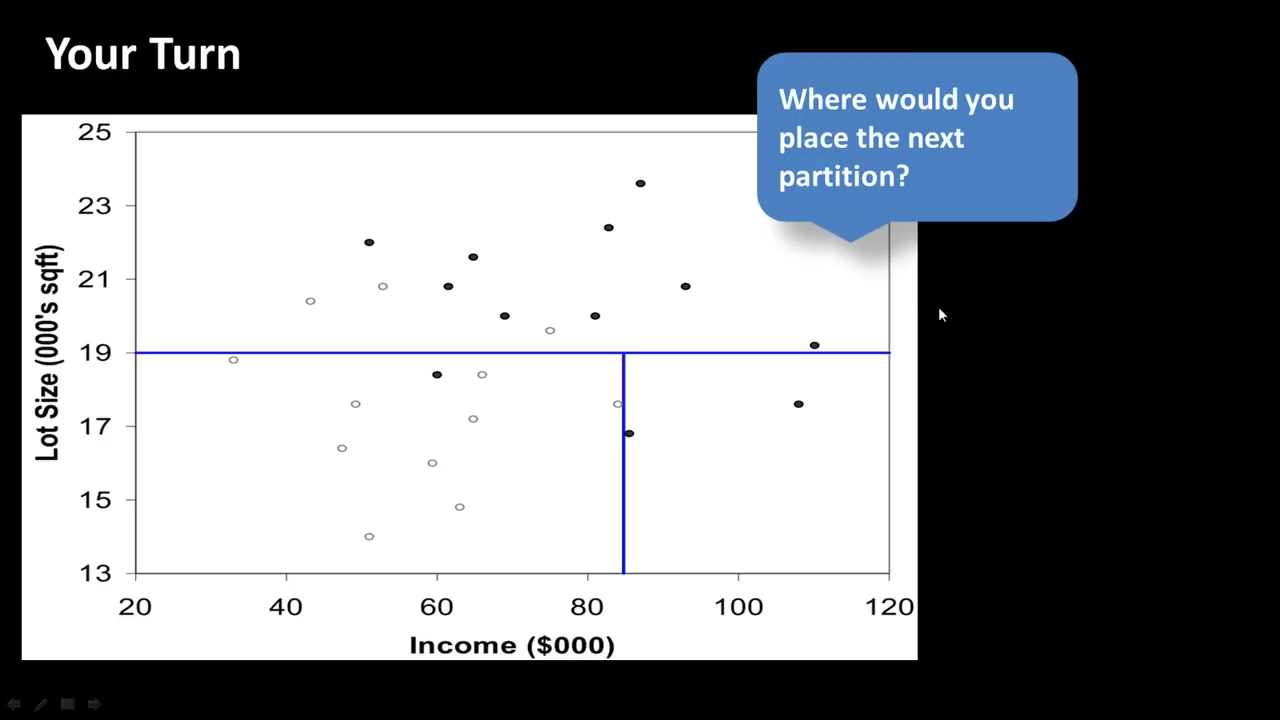 Your Turn
Where would you
place the next
partition?
25
23
21
19
17
15
13
Lot Size (000's sqft)
20 40 60 80 100 120
Income ($000)